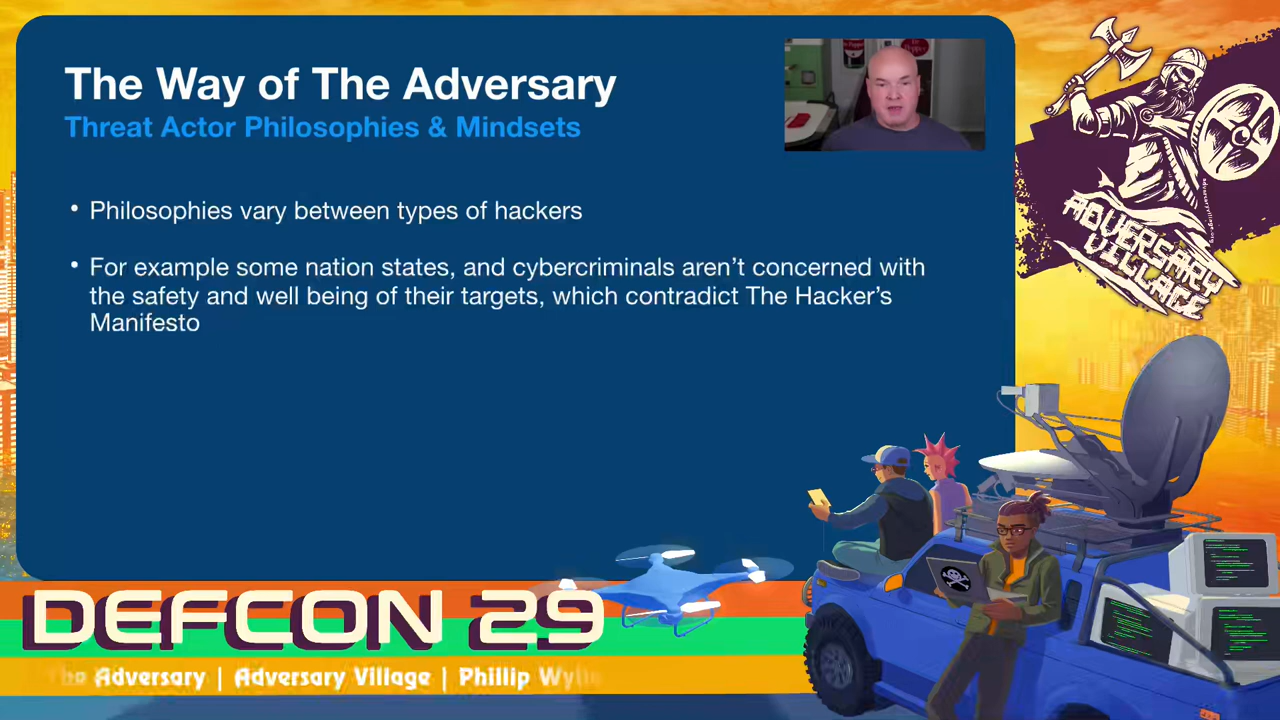 The Way of The Adversary
Threat Actor Philosophies & Mindsets
• Philosophies vary between types of hackers
• For example some nation states, and cybercriminals aren’t concerned with
the safety and well being of their targets, which contradict The Hacker’s
Manifesto
ADVERSARY
VILLAGE
DEFCON 29
The Adversary | Adversary Village | Phillip Wylie